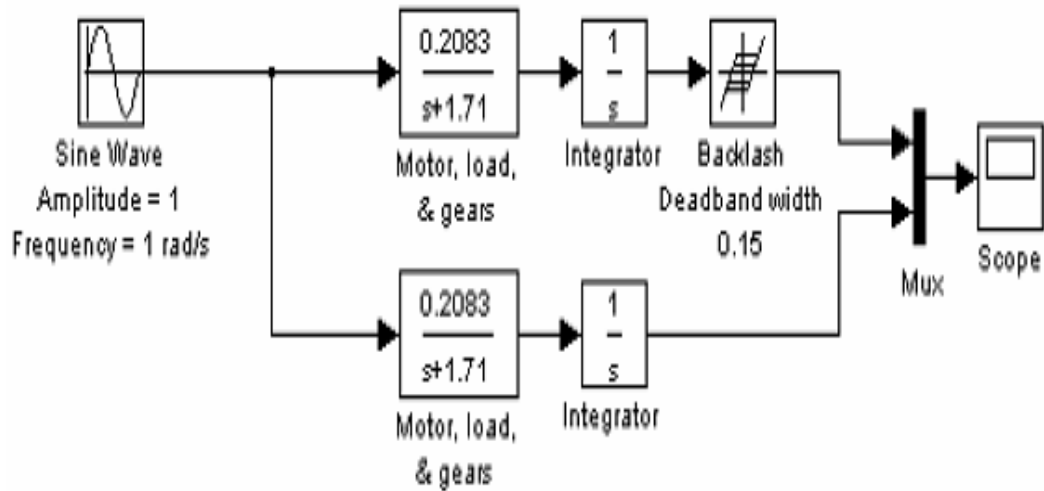 0.2083
s+1.71
1
s
Sine Wave
Amplitude = 1
Frequency = 1 rad/s
Motor, load,
& gears
Integrator
Backlash
Deadband width
0.15
Mux
Scope
0.2083
s+1.71
1
s
Motor, load,
& gears
Integrator